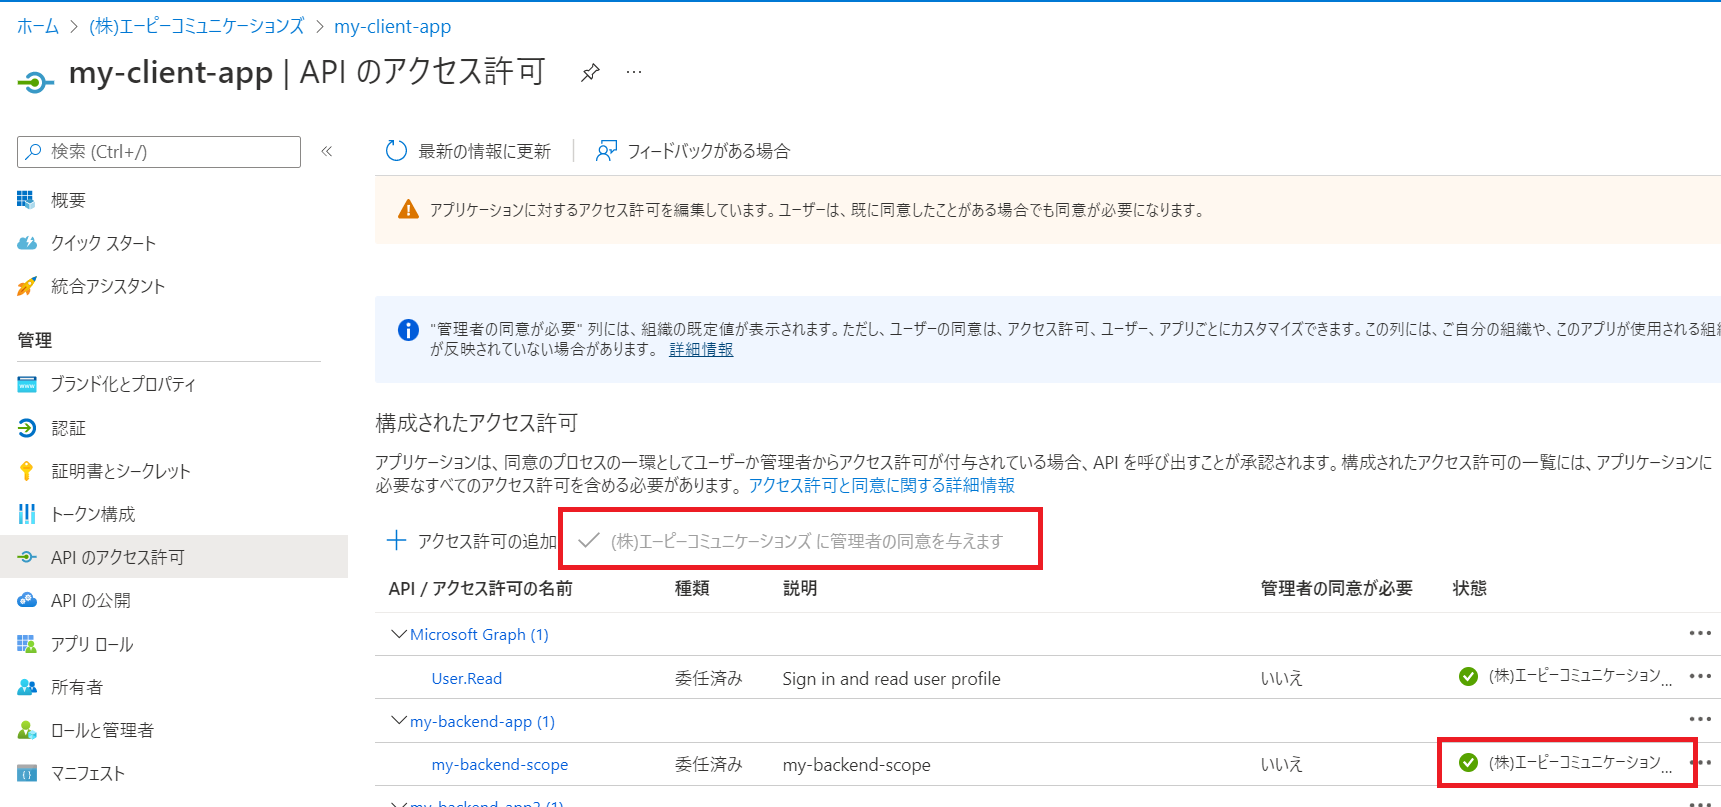 ホーム > (株)エーピーコミュニケーションズ > my-client-app
my-client-app | API のアクセス許可 ...
検索 (Ctrl+/) «
最新の情報に更新 フィードバックがある場合
概要
クイック スタート
統合アシスタント
管理
ブランド化とプロパティ
認証
証明書とシークレット
トークン構成
API のアクセス許可
API の公開
アプリ ロール
所有者
ロールと管理者
マニフェスト
アプリケーションに対するアクセス許可を編集しています。ユーザーは、既に同意したことがある場合でも同意が必要になります。
"管理者の同意が必要" 列には、組織の既定値が表示されます。ただし、ユーザーの同意は、アクセス許可、ユーザー、アプリごとにカスタマイズできます。この列には、ご自分の組織や、このアプリが使用される組
が反映されていない場合があります。 詳細情報
構成されたアクセス許可
アプリケーションは、同意のプロセスの一環としてユーザーか管理者からアクセス許可が付与されている場合、API を呼び出すことが承認されます。構成されたアクセス許可の一覧には、アプリケーションに
必要なすべてのアクセス許可を含める必要があります。 アクセス許可と同意に関する詳細情報
アクセス許可の追加 (株)エーピーコミュニケーションズ に管理者の同意を与えます
API / アクセス許可の名前 種類 説明 管理者の同意が必要 状態
Microsoft Graph (1) ...
User.Read 委任済み Sign in and read user profile いいえ (株)エーピーコミュニケーション... ...
my-backend-app (1) ...
my-backend-scope 委任済み my-backend-scope いいえ (株)エーピーコミュニケーション... ...
my-backend-app2 (1) ...